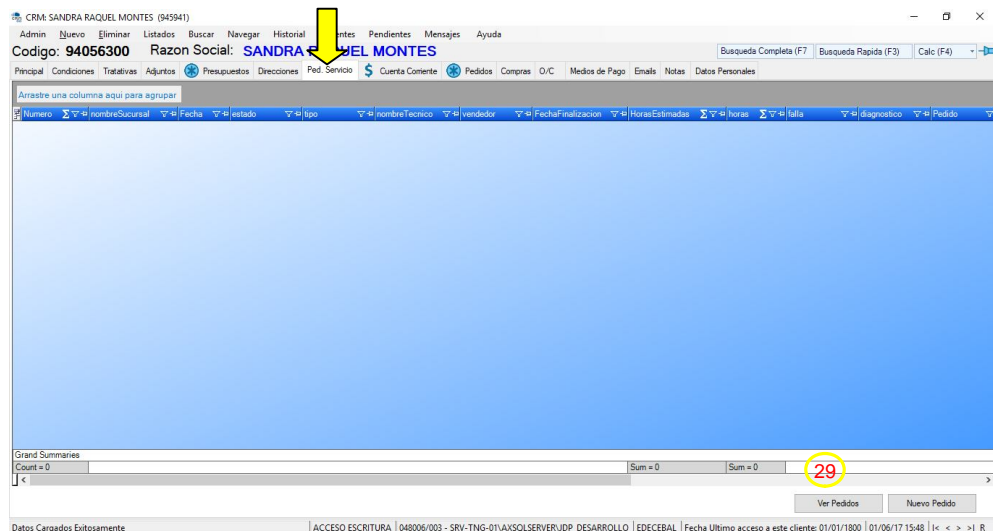 CRM: SANDRA RAQUEL MONTES (945941)
Admin Nuevo Eliminar Listados Buscar Navegar Historial entes Pendientes Mensajes Ayuda
Codigo: 94056300 Razon Social: SANDRA RAQUEL MONTES Busqueda Completa (F7 Busqueda Rapida (F3) Calc (F4)
Principal Condiciones Tratativas Adjuntos Presupuestos Direcciones Ped. Servicio $ Cuenta Corriente Pedidos Compras O/C Medios de Pago Emails Notas Datos Personales
Arrastre una columna aqui para agrupar
Numero Σ nombreSucursal Fecha estado tipo nombreTecnico vendedor FechaFinalizacion HorasEstimadas Σ horas Σ falla diagnostico Pedido
Grand Summaries
Count = 0 Sum = 0 Sum = 0
29
Ver Pedidos Nuevo Pedido
Datos Cargados Exitosamente ACCESO ESCRITURA 048006/003 - SRV-TNG-01\AXSOLSERVER\JDP_DESARROLLO EDECEBAL Fecha Ultimo acceso a este cliente: 01/01/1800 01/06/17 15:48 |< < > >| R